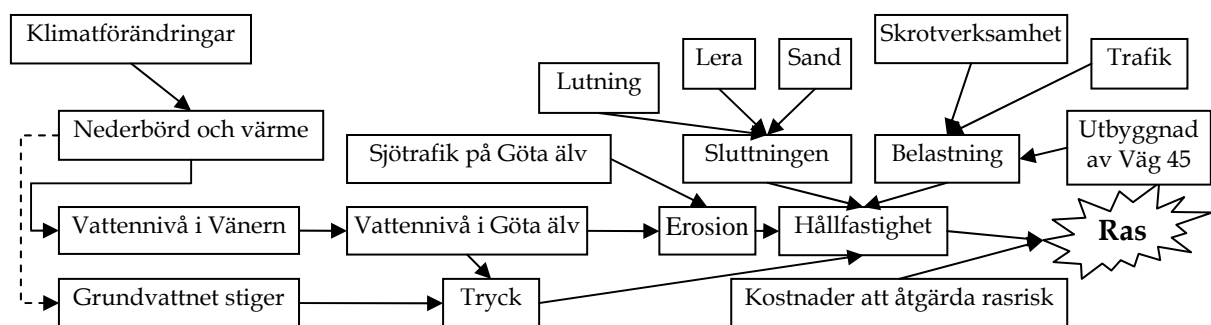 Klimatförändringar
Skrotverksamhet
Lera
Sand
Trafik
Lutning
Nederbörd och värme
Utbyggnad
av Väg 45
Sjötrafik på Göta älv
Sluttningen
Belastning
Vattennivå i Vänern
Vattennivå i Göta älv
Erosion
Hållfastighet
Ras
Grundvattnet stiger
Tryck
Kostnader att åtgärda rasrisk